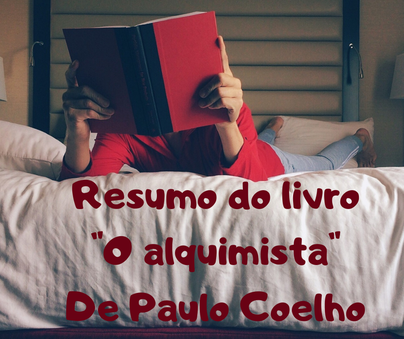 Resumo do livro
"O alquimista"
De Paulo Coelho